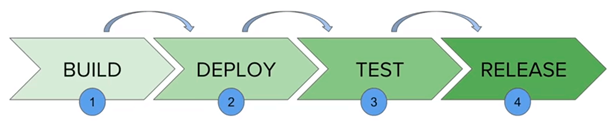 BUILD DEPLOY TEST RELEASE
1 2 3 4